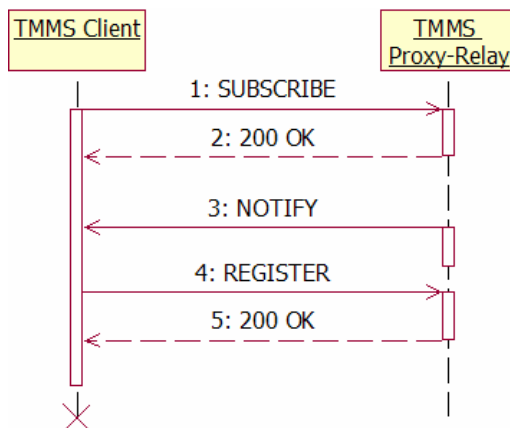 TMMS Client
TMMS
Proxy-Relay
1: SUBSCRIBE
2: 200 OK
3: NOTIFY
4: REGISTER
5: 200 OK